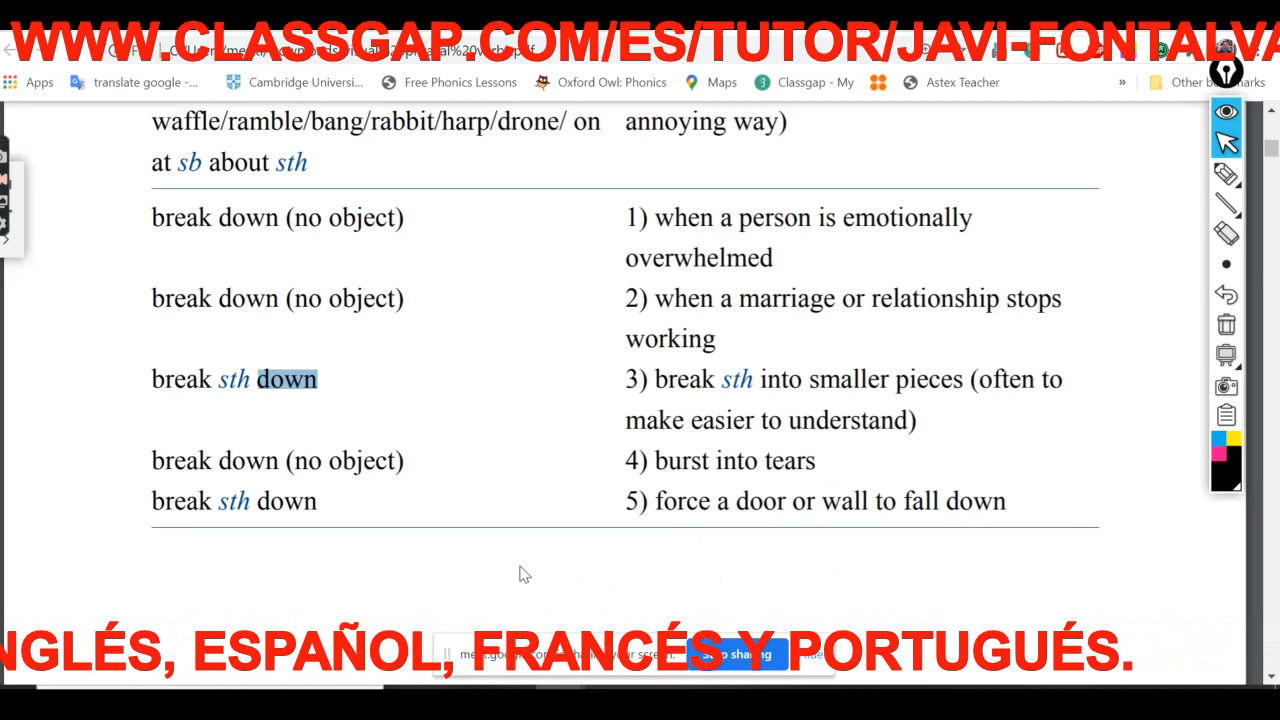 WWW.CLASSGAP.COM/ES/TUTOR/JAVI-FONTALVA
Apps translate google -... Cambridge Universi... Free Phonics Lessons Oxford Owl: Phonics Maps Classgap - My Astex Teacher » Other bookmarks
waffle/ramble/bang/rabbit/harp/drone/ on annoying way)
at sb about sth
break down (no object) 1) when a person is emotionally
overwhelmed
break down (no object) 2) when a marriage or relationship stops
working
break sth down 3) break sth into smaller pieces (often to
make easier to understand)
break down (no object) 4) burst into tears
break sth down 5) force a door or wall to fall down
NGLÉS, ESPAÑOL, FRANCÉS Y PORTUGUÉS.
Stop sharing